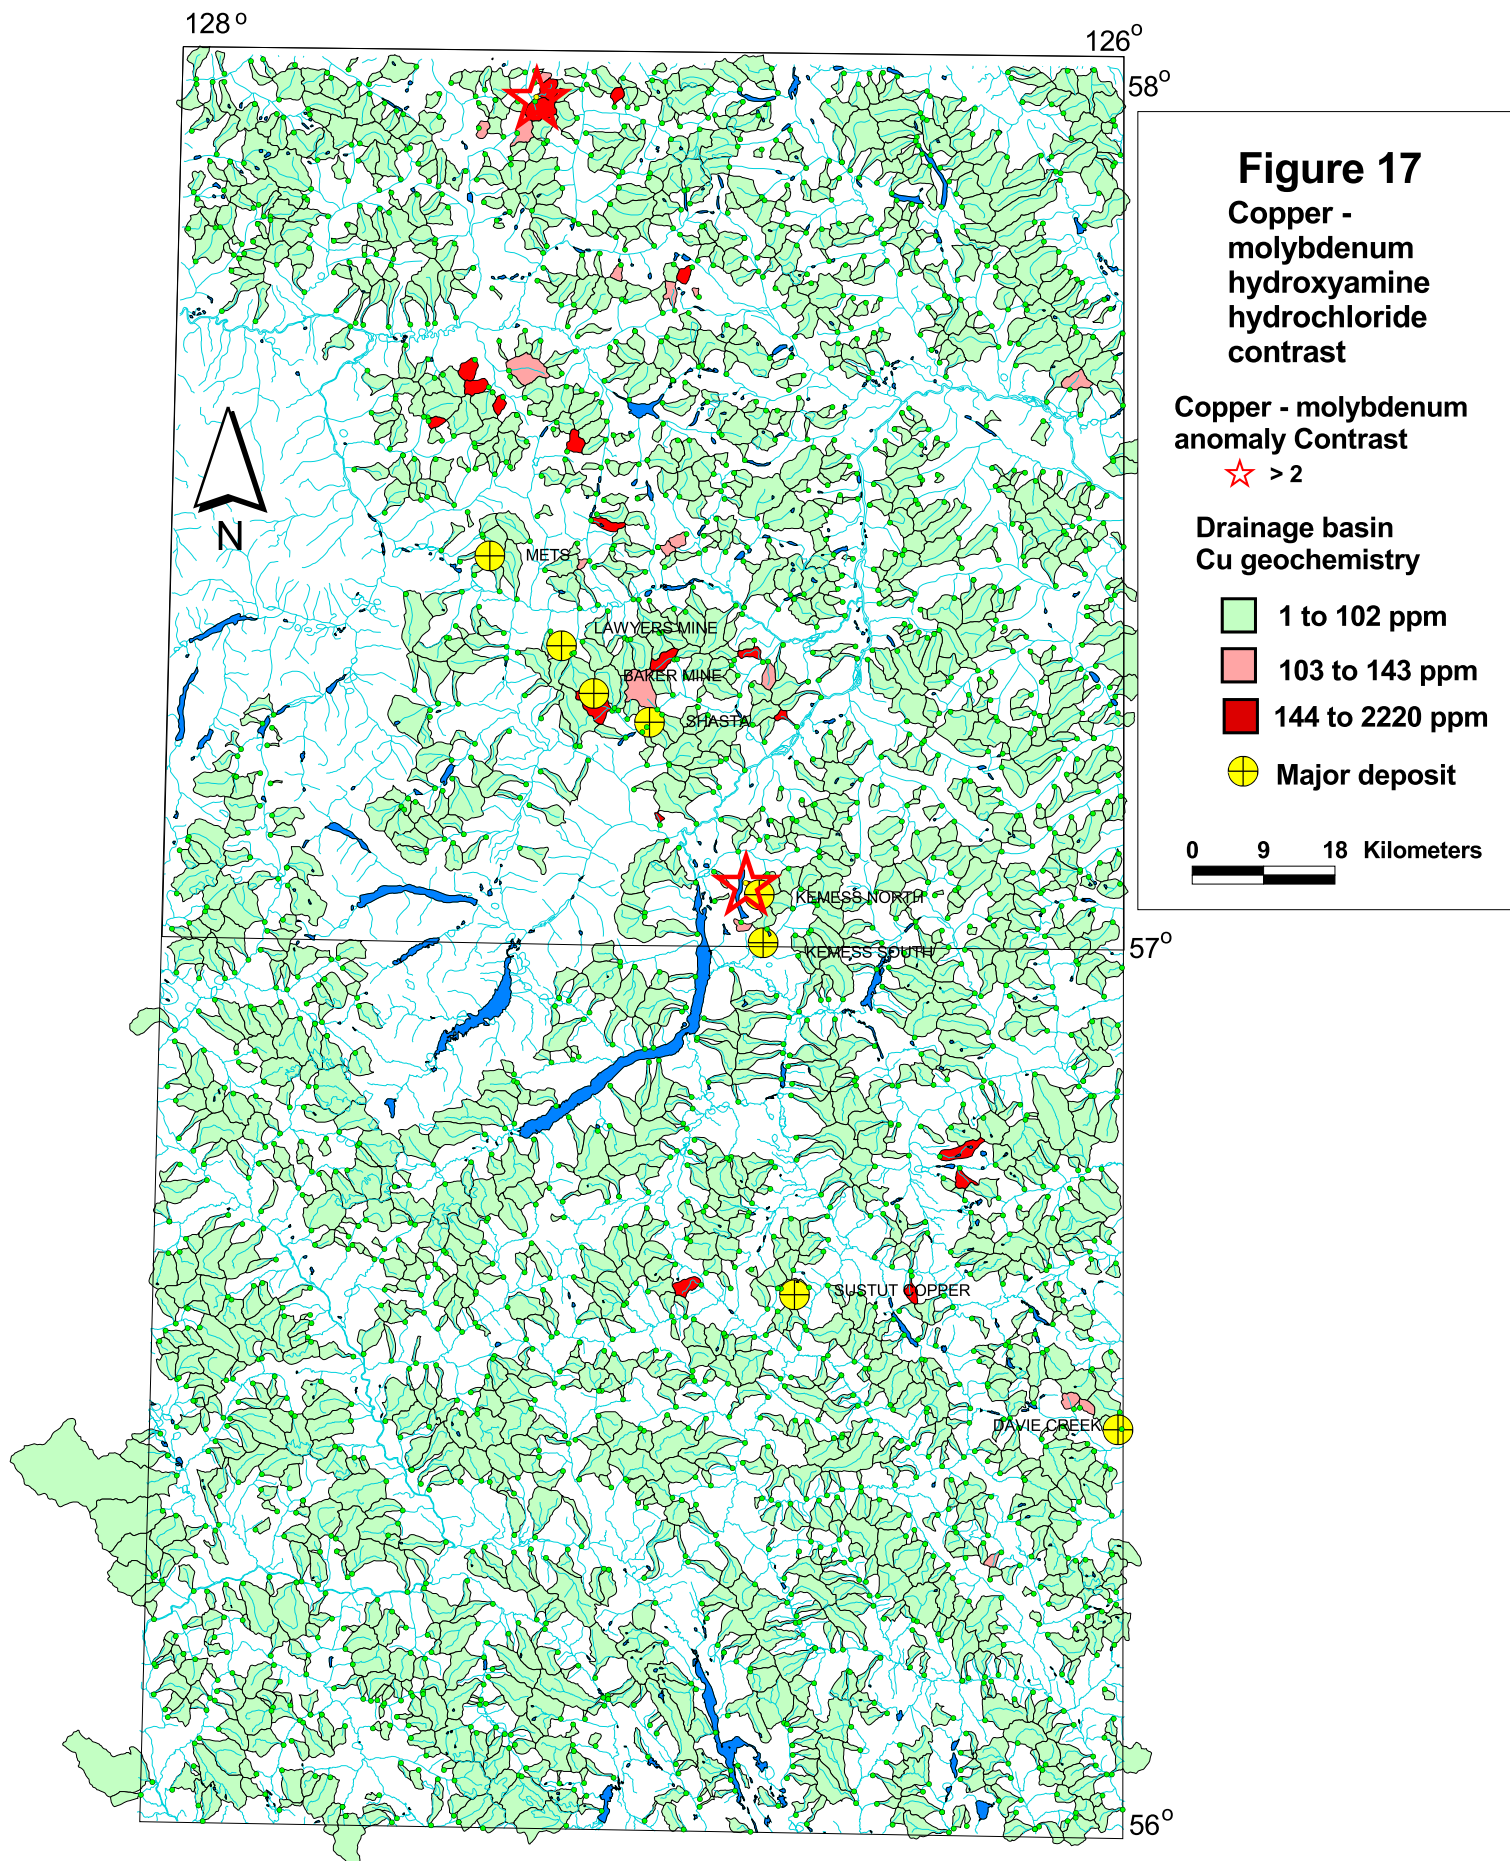 128 o
126 o
58 o
Figure 17
Copper -
molybdenum
hydroxyamine
hydrochloride
contrast
Copper - molybdenum
anomaly Contrast
> 2
N
Drainage basin
Cu geochemistry
METS
1 to 102 ppm
LAWYERS MINE
103 to 143 ppm
BAKER MINE
144 to 2220 ppm
SHASTA
Major deposit
0 9 18 Kilometers
KEMESS NORTH
57 o
KEMESS SOUTH
SUSTUT COPPER
DAVIE CREEK
56 o